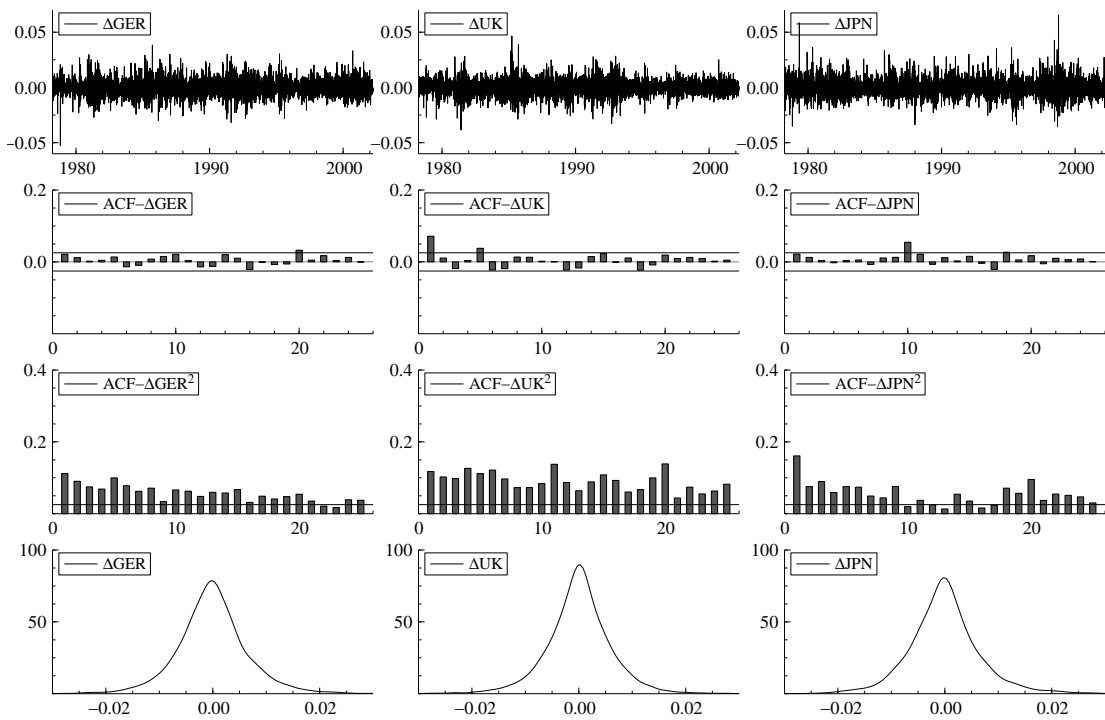 0.05 ΔGER 0.05 ΔUK 0.05 ΔJPN
0.00 0.00 0.00
−0.05 −0.05 −0.05
1980 1990 2000 1980 1990 2000 1980 1990 2000
0.2 ACF−ΔGER 0.2 ACF−ΔUK 0.2 ACF−ΔJPN
0.0 0.0 0.0
0 10 20 0 10 20 0 10 20
0.4 ACF−ΔGER² 0.4 ACF−ΔUK² 0.4 ACF−ΔJPN²
0.2 0.2 0.2
0 10 20 0 10 20 0 10 20
100 ΔGER 100 ΔUK 100 ΔJPN
50 50 50
−0.02 0.00 0.02 −0.02 0.00 0.02 −0.02 0.00 0.02